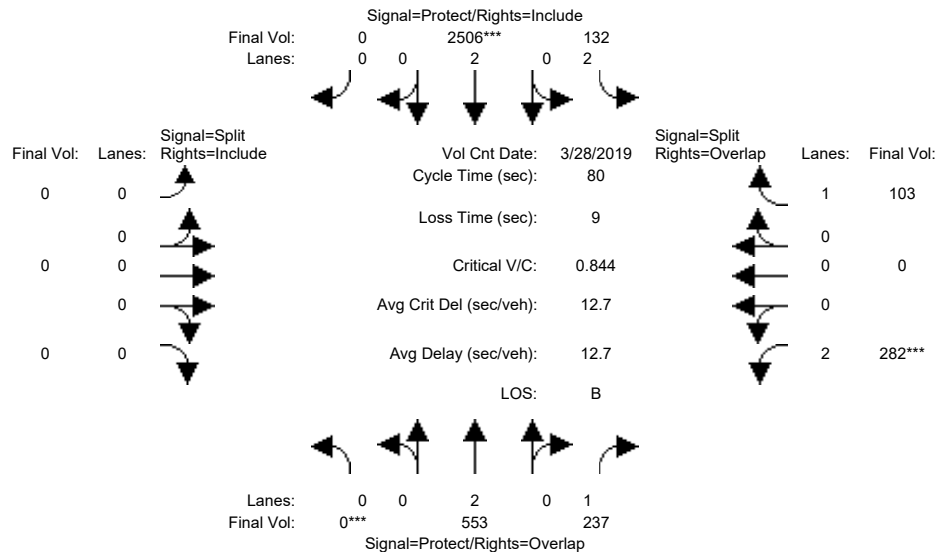 Signal=Protect/Rights=Include
Final Vol: 0 2506*** 132
Lanes: 0 0 2 0 2
Signal=Split Signal=Split
Final Vol: Lanes: Rights=Include Vol Cnt Date: 3/28/2019 Rights=Overlap Lanes: Final Vol:
Cycle Time (sec): 80
0 0 1 103
Loss Time (sec): 9
0 0
0 0 Critical V/C: 0.844 0 0
0 Avg Crit Del (sec/veh): 12.7 0
0 0 Avg Delay (sec/veh): 12.7 2 282***
LOS: B
Lanes: 0 0 2 0 1
Final Vol: 0*** 553 237
Signal=Protect/Rights=Overlap